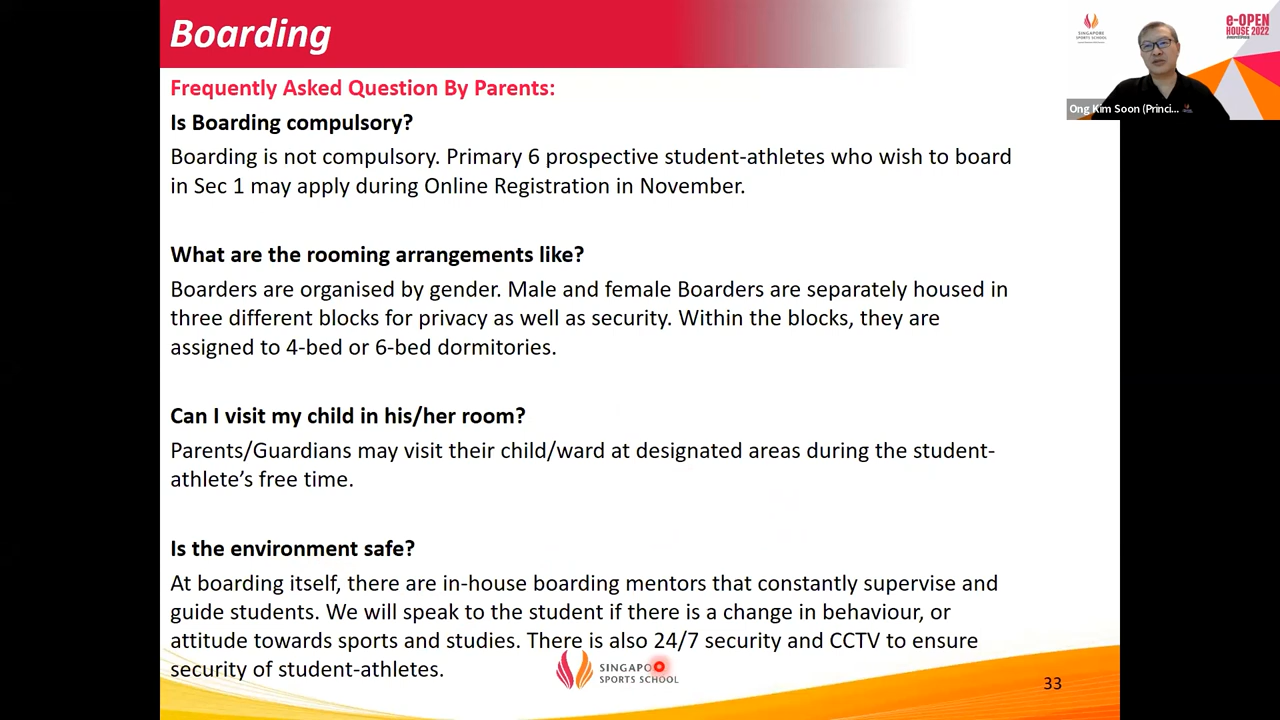 Boarding
Frequently Asked Question By Parents:
Is Boarding compulsory?
Boarding is not compulsory. Primary 6 prospective student-athletes who wish to board
in Sec 1 may apply during Online Registration in November.
What are the rooming arrangements like?
Boarders are organised by gender. Male and female Boarders are separately housed in
three different blocks for privacy as well as security. Within the blocks, they are
assigned to 4-bed or 6-bed dormitories.
Can I visit my child in his/her room?
Parents/Guardians may visit their child/ward at designated areas during the student-
athlete’s free time.
Is the environment safe?
At boarding itself, there are in-house boarding mentors that constantly supervise and
guide students. We will speak to the student if there is a change in behaviour, or
attitude towards sports and studies. There is also 24/7 security and CCTV to ensure
security of student-athletes.
SINGAPO
SPORTS SCHOOL
33
SINGAPORE
SPORTS SCHOOL
e-OPEN
HOUSE 2022
Ong Kim Soon (Princi...